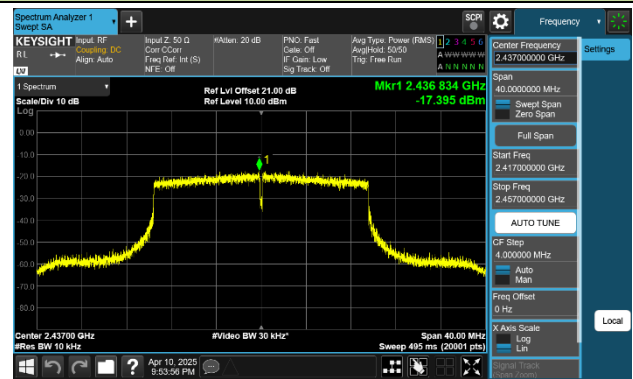 Spectrum Analyzer 1
Swept SA
+
SCPI
Frequency
KEYSIGHT
RL
LXI
Input: RF
Coupling: DC
Align: Auto
Input Z: 50 Ω
Corr CCorr
Freq Ref: Int (S)
NFE: Off
#Atten: 20 dB
PNO: Fast
Gate: Off
IF Gain: Low
Sig Track: Off
Avg Type: Power (RMS)
Avg|Hold: 50/50
Trig: Free Run
1 2 3 4 5 6
A N N N N N
1 Spectrum
Scale/Div 10 dB
Log
Ref Lvl Offset 21.00 dB
Ref Level 10.00 dBm
Mkr1 2.436 834 GHz
-17.395 dBm
1
0.00
-10.0
-20.0
-30.0
-40.0
-50.0
-60.0
-70.0
-80.0
Center 2.43700 GHz
#Res BW 10 kHz
#Video BW 30 kHz*
Span 40.00 MHz
Sweep 495 ms (20001 pts)
?
Apr 10, 2025
9:53:56 PM
Center Frequency
2.437000000 GHz
Span
40.0000000 MHz
Swept Span
Zero Span
Full Span
Start Freq
2.417000000 GHz
Stop Freq
2.457000000 GHz
AUTO TUNE
CF Step
4.000000 MHz
Auto
Man
Freq Offset
0 Hz
X Axis Scale
Log
Lin
Signal Track
(Span Zoom)
Settings
Local